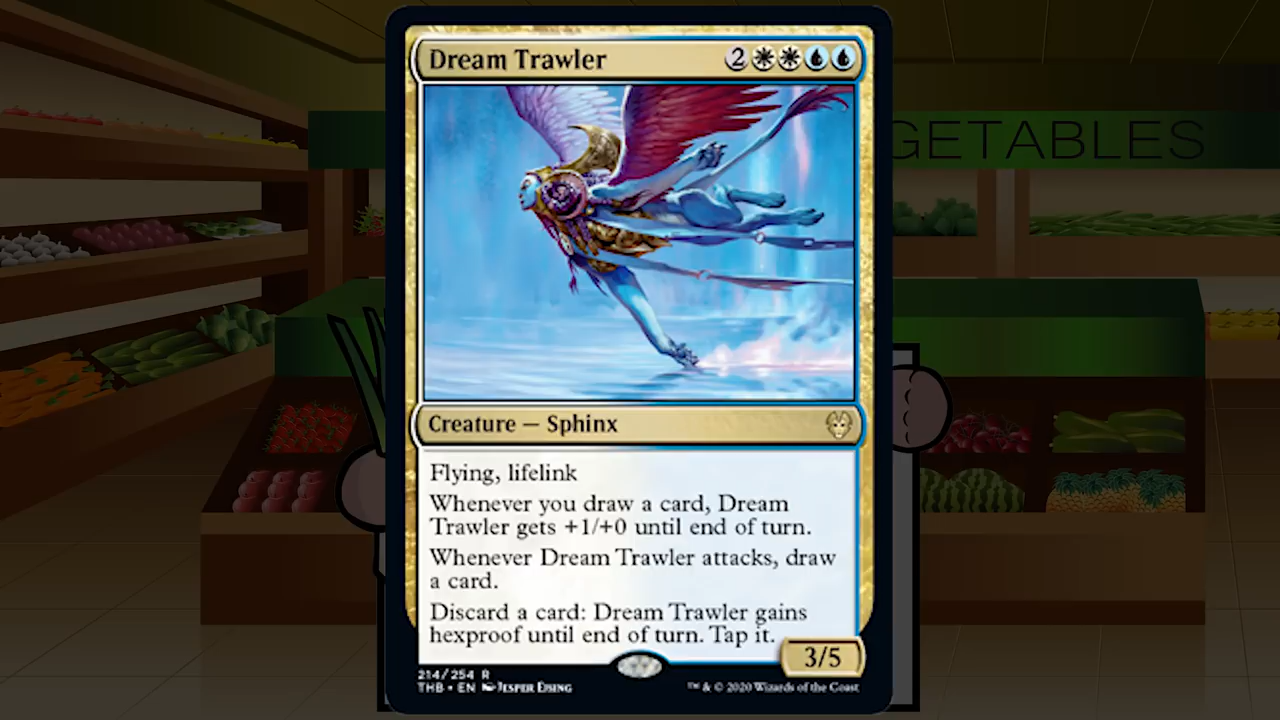 Dream Trawler
2
GETABLES
Creature — Sphinx
Flying, lifelink
Whenever you draw a card, Dream
Trawler gets +1/+0 until end of turn.
Whenever Dream Trawler attacks, draw
a card.
Discard a card: Dream Trawler gains
hexproof until end of turn. Tap it.
3/5
214/254 R
THB • EN JESPER EJSING
™ & © 2020 Wizards of the Coast